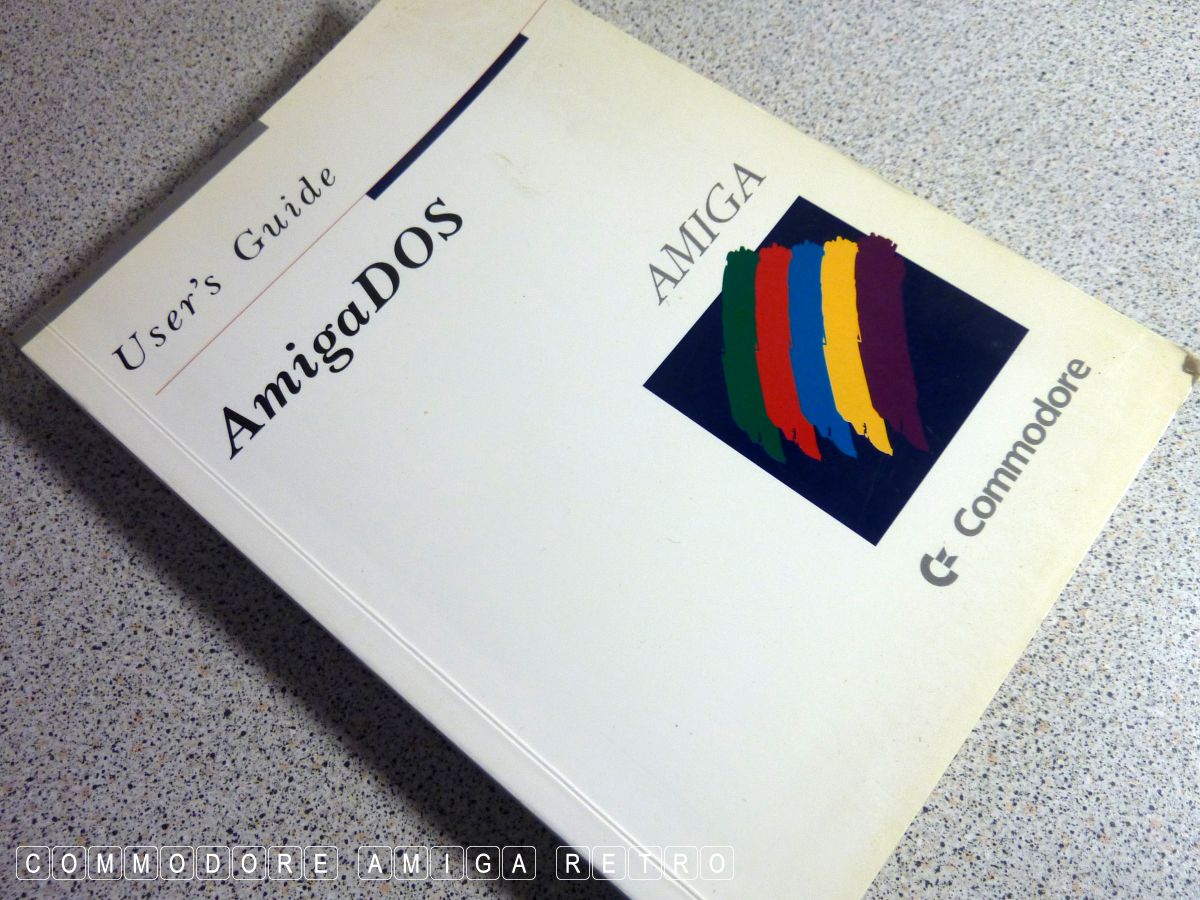 User's Guide
AmigaDOS
AMIGA
Commodore
COMMODORE AMIGA RETRO